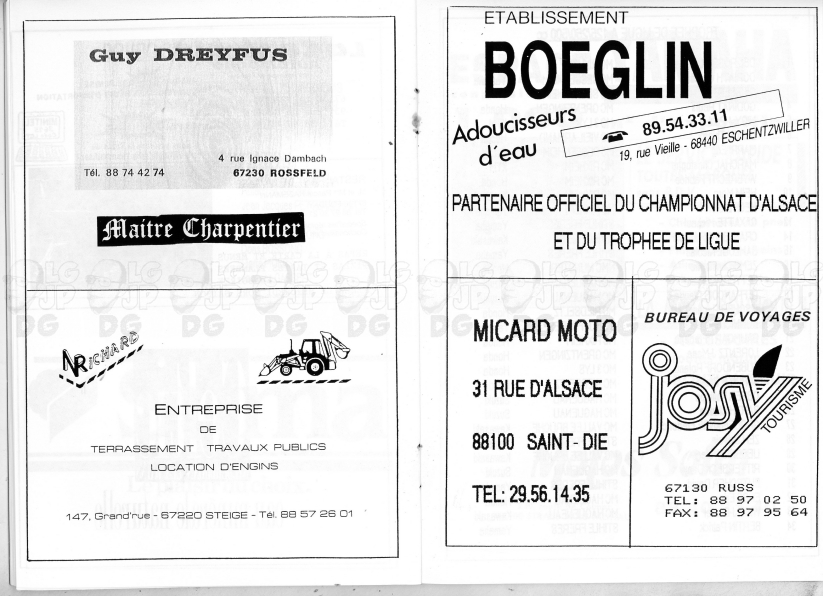 Guy DREYFUS
Tél. 88 74 42 74
4 rue Ignace Dambach
67230 ROSSFELD
Maitre Charpentier
N RICHARD
ENTREPRISE
DE
TERRASSEMENT TRAVAUX PUBLICS
LOCATION D'ENGINS
147, Grand'rue - 67220 STEIGE - Tél. 88 57 26 01
ETABLISSEMENT
BOEGLIN
Adoucisseurs
d'eau
89.54.33.11
19, rue Vieille - 68440 ESCHENTZWILLER
PARTENAIRE OFFICIEL DU CHAMPIONNAT D'ALSACE
ET DU TROPHEE DE LIGUE
MICARD MOTO
31 RUE D'ALSACE
88100 SAINT-DIE
TEL: 29.56.14.35
BUREAU DE VOYAGES
josy
TOURISME
67130 RUSS
TEL: 88 97 02 50
FAX: 88 97 95 64
LG
JP
DG